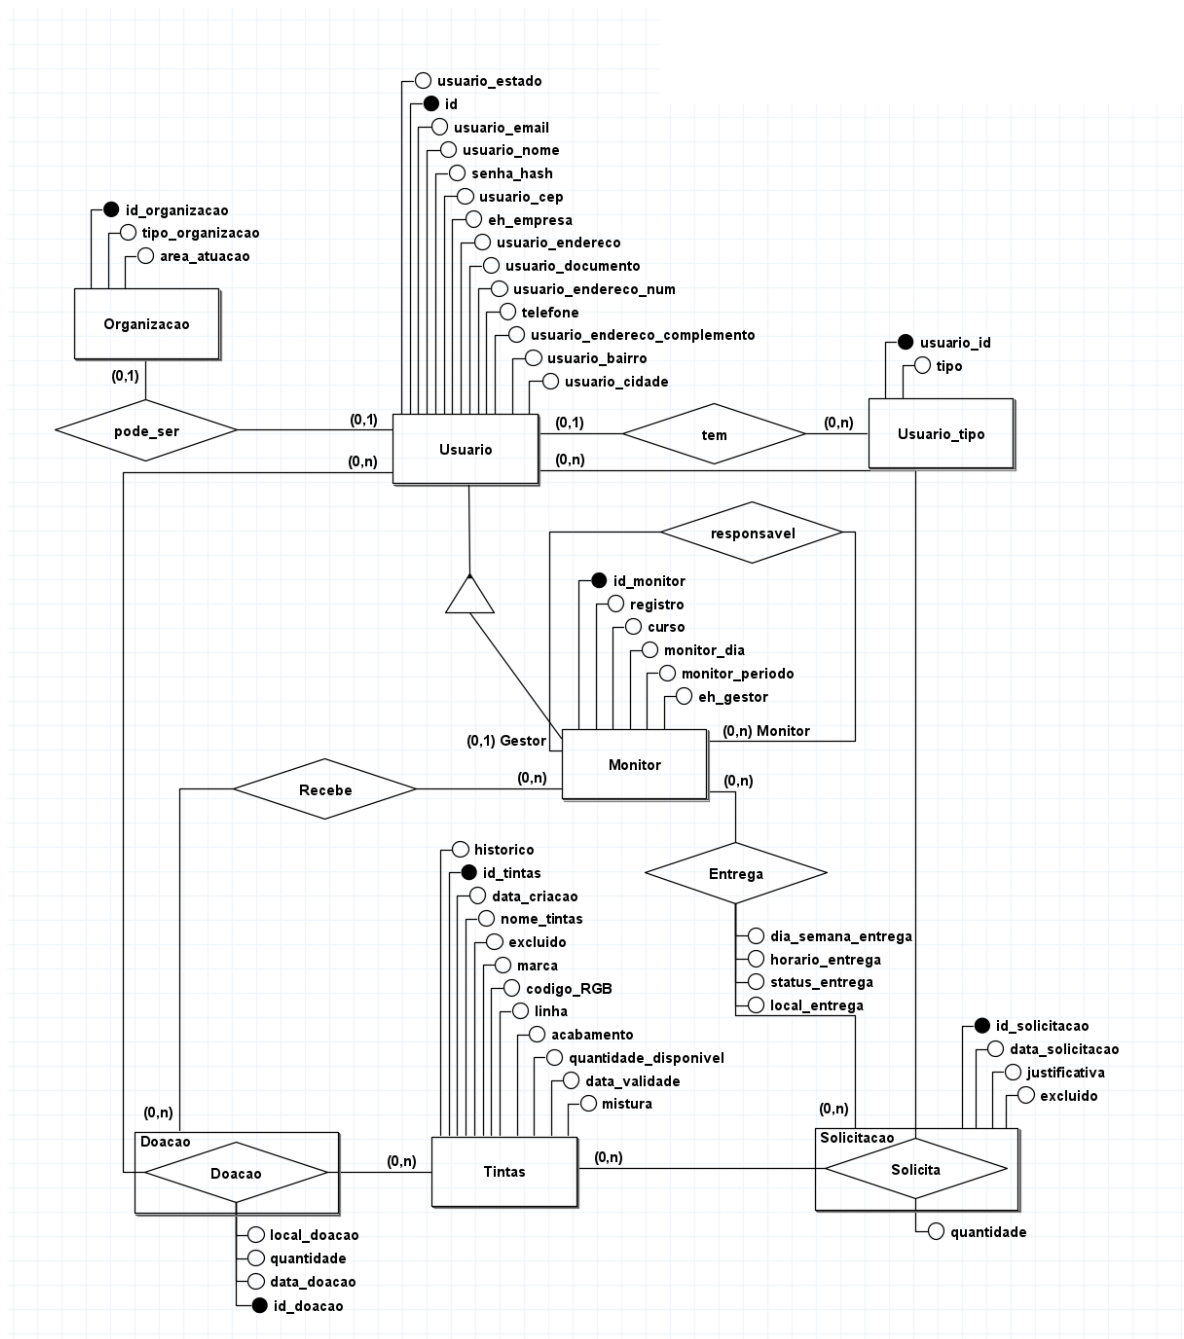 usuario_estado
id
usuario_email
usuario_nome
senha_hash
usuario_cep
eh_empresa
usuario_endereco
usuario_documento
usuario_endereco_num
telefone
usuario_endereco_complemento
usuario_bairro
usuario_cidade
id_organizacao
tipo_organizacao
area_atuacao
Organizacao
(0,1)
pode_ser
(0,1)
(0,n)
Usuario
(0,1)
(0,n)
tem
(0,n)
usuario_id
tipo
Usuario_tipo
responsavel
id_monitor
registro
curso
monitor_dia
monitor_periodo
eh_gestor
(0,1) Gestor
(0,n) Monitor
Monitor
Recebe
(0,n)
(0,n)
Entrega
dia_semana_entrega
horario_entrega
status_entrega
local_entrega
historico
id_tintas
data_criacao
nome_tintas
excluido
marca
codigo_RGB
linha
acabamento
quantidade_disponivel
data_validade
mistura
id_solicitacao
data_solicitacao
justificativa
excluido
(0,n)
(0,n)
Doacao
Doacao
(0,n)
Tintas
(0,n)
Solicitacao
Solicita
quantidade
local_doacao
quantidade
data_doacao
id_doacao